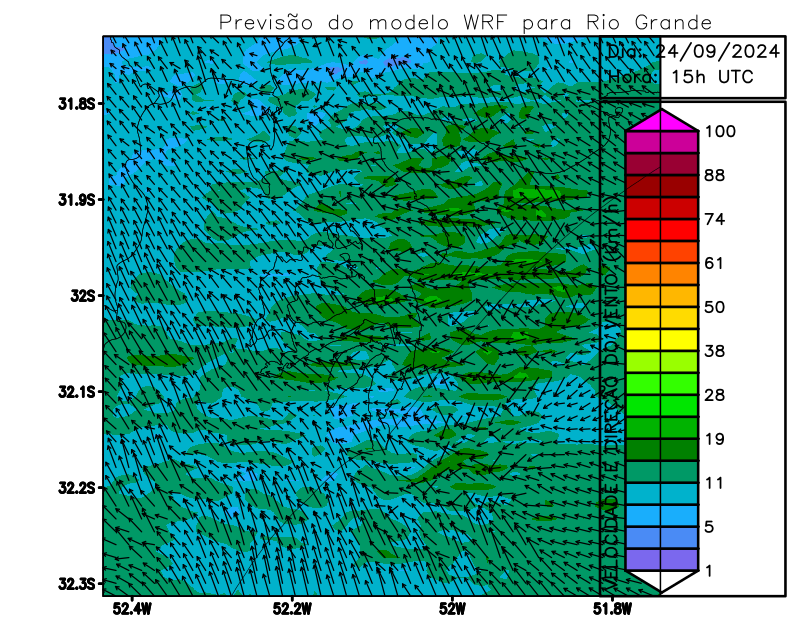 Previsão do modelo WRF para Rio Grande
Dia: 24/09/2024
Hora: 15h UTC
VELOCIDADE E DIREÇÃO DO VENTO (km/h)
100
88
74
61
50
38
28
19
11
5
1
31.8S
31.9S
32S
32.1S
32.2S
32.3S
52.4W
52.2W
52W
51.8W